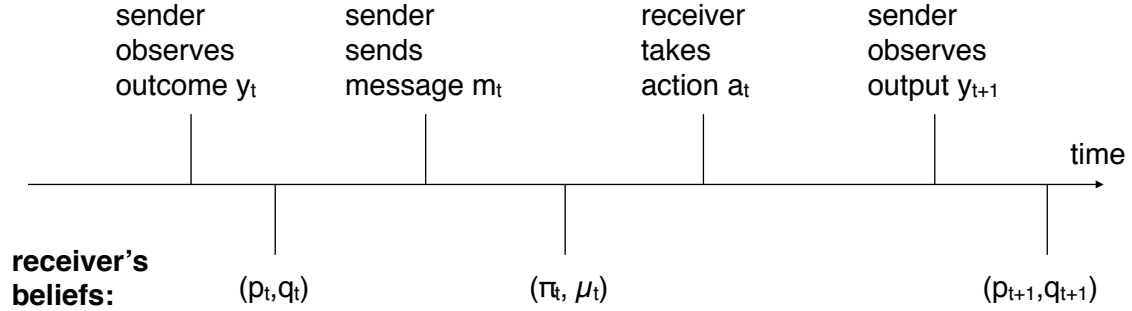 sender
observes
outcome yₜ
sender
sends
message mₜ
receiver
takes
action aₜ
sender
observes
output yₜ₊₁
time
receiver's
beliefs:
(pₜ,qₜ)
(πₜ, μₜ)
(pₜ₊₁,qₜ₊₁)